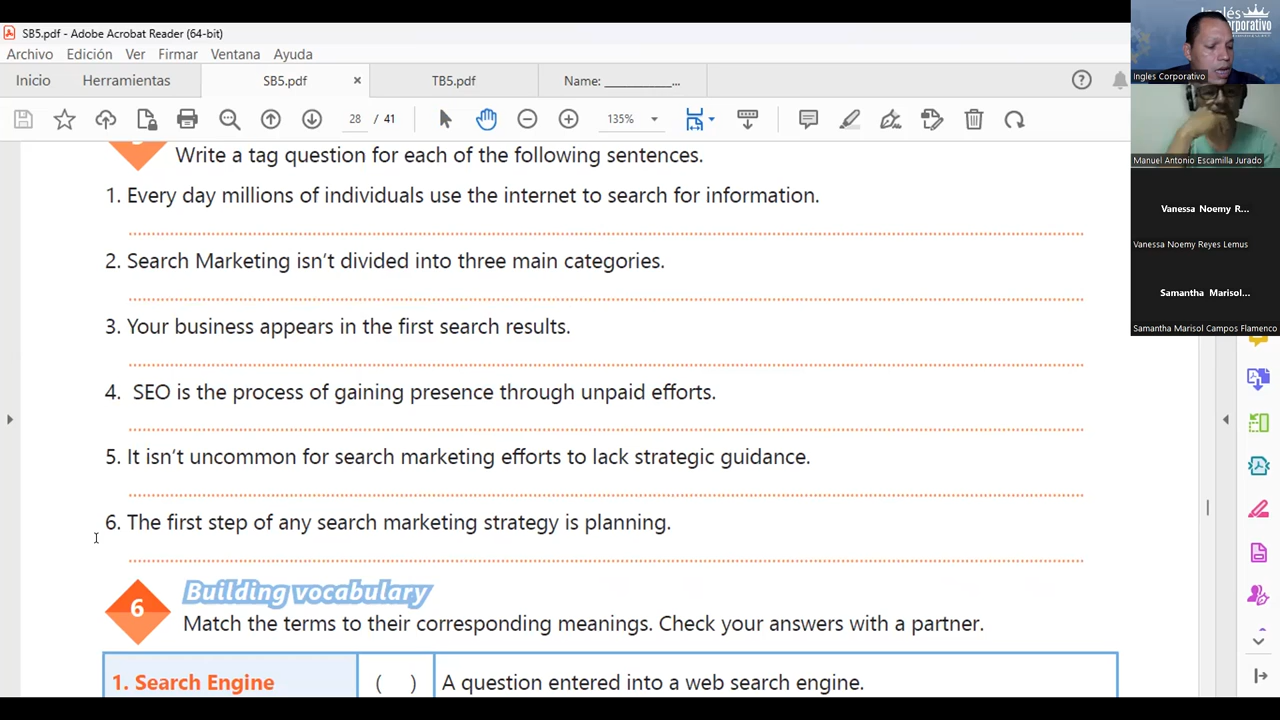 SB5.pdf - Adobe Acrobat Reader (64-bit)
Archivo Edición Ver Firmar Ventana Ayuda
Inicio Herramientas SB5.pdf × TB5.pdf Name: ____________...
28 / 41 135%
Write a tag question for each of the following sentences.
1. Every day millions of individuals use the internet to search for information.
2. Search Marketing isn't divided into three main categories.
3. Your business appears in the first search results.
4. SEO is the process of gaining presence through unpaid efforts.
5. It isn't uncommon for search marketing efforts to lack strategic guidance.
6. The first step of any search marketing strategy is planning.
6 Building vocabulary
Match the terms to their corresponding meanings. Check your answers with a partner.
1. Search Engine ( ) A question entered into a web search engine.
Inglés
Corporativo
Ingles Corporativo
Manuel Antonio Escamilla Jurado
Vanessa Noemy R...
Vanessa Noemy Reyes Lemus
Samantha Marisol...
Samantha Marisol Campos Flamenco